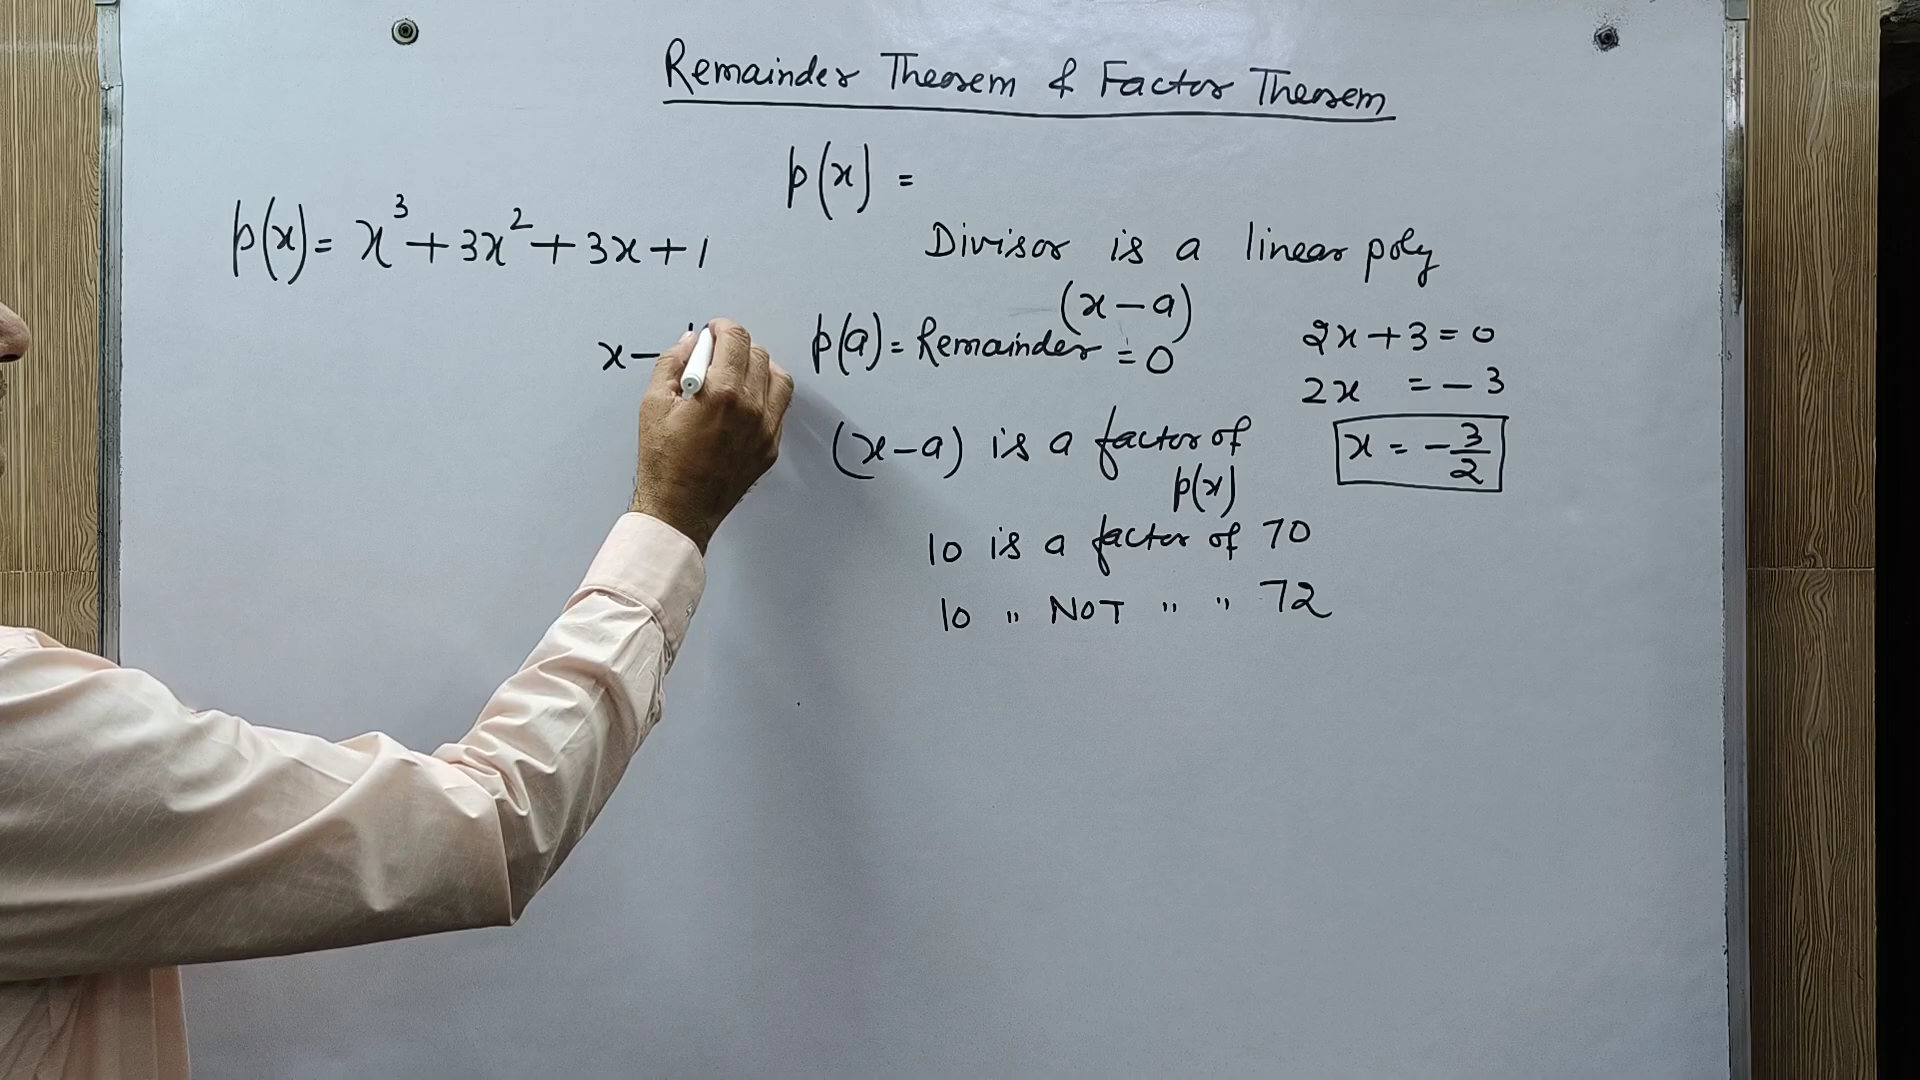 Remainder Theorem & Factor Theorem
p(x) =
p(x) = x³ + 3x² + 3x + 1
Divisor is a linear poly
(x - a)
x -
p(a) = Remainder = 0
(x - a) is a factor of
p(x)
10 is a factor of 70
10 " NOT " " 72
2x + 3 = 0
2x = - 3
x = - 3/2